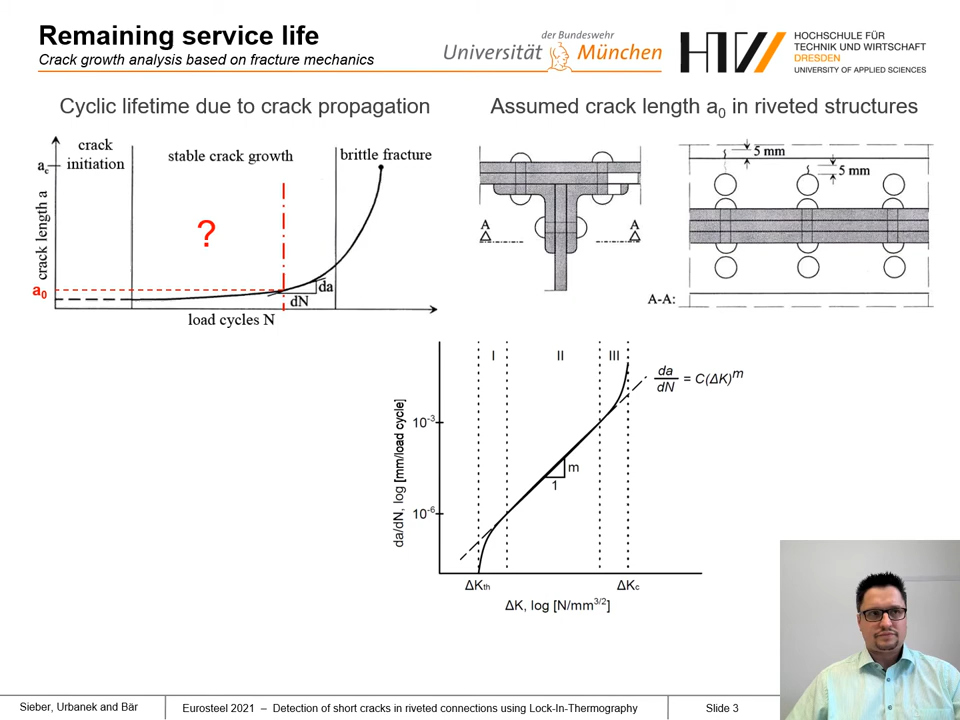 Remaining service life
Crack growth analysis based on fracture mechanics
der Bundeswehr
Universität München
HTW
HOCHSCHULE FÜR
TECHNIK UND WIRTSCHAFT
DRESDEN
UNIVERSITY OF APPLIED SCIENCES
Cyclic lifetime due to crack propagation
Assumed crack length a₀ in riveted structures
crack
initiation
stable crack growth
brittle fracture
a_c
crack length a
?
a₀
da
dN
load cycles N
5 mm
5 mm
A
A
A-A:
I
II
III
da/dN = C(ΔK)^m
da/dN, log [mm/load cycle]
10⁻³
m
1
10⁻⁶
ΔK_th
ΔK_c
ΔK, log [N/mm^3/2]
Sieber, Urbanek and Bär
Eurosteel 2021 – Detection of short cracks in riveted connections using Lock-In-Thermography
Slide 3